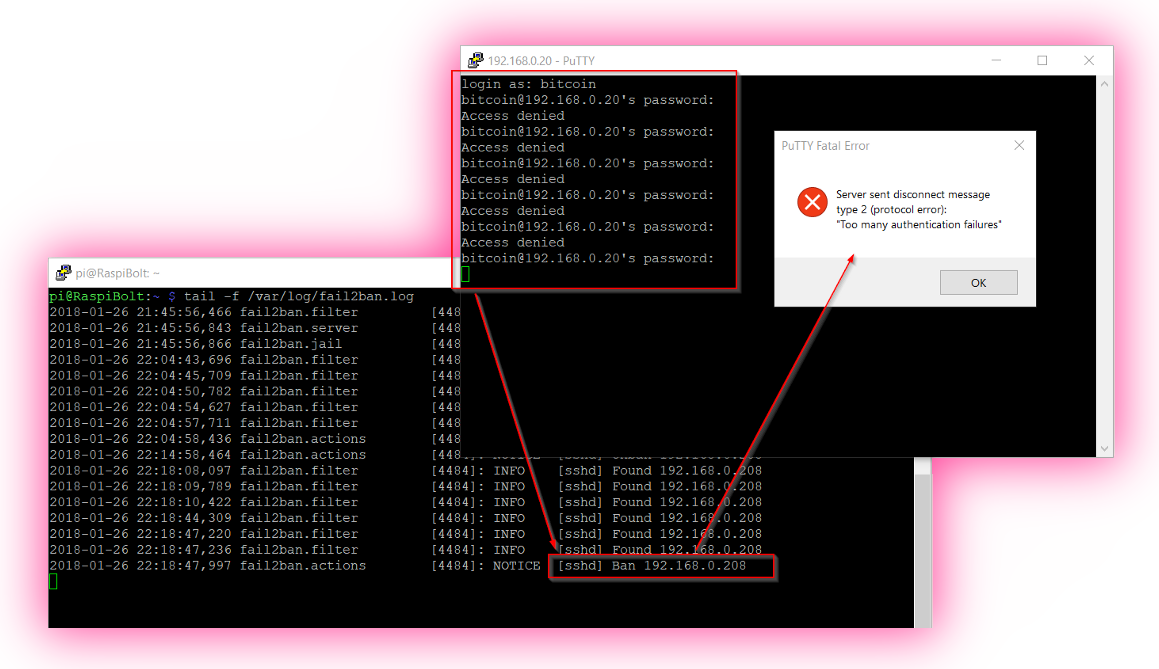 192.168.0.20 - PuTTY
login as: bitcoin
bitcoin@192.168.0.20's password:
Access denied
bitcoin@192.168.0.20's password:
Access denied
bitcoin@192.168.0.20's password:
Access denied
bitcoin@192.168.0.20's password:
Access denied
bitcoin@192.168.0.20's password:
Access denied
bitcoin@192.168.0.20's password:
PuTTY Fatal Error
Server sent disconnect message
type 2 (protocol error):
"Too many authentication failures"
OK
pi@RaspiBolt: ~
pi@RaspiBolt:~ $ tail -f /var/log/fail2ban.log
2018-01-26 21:45:56,466 fail2ban.filter [448
2018-01-26 21:45:56,843 fail2ban.server [448
2018-01-26 21:45:56,866 fail2ban.jail [448
2018-01-26 22:04:43,696 fail2ban.filter [448
2018-01-26 22:04:45,709 fail2ban.filter [448
2018-01-26 22:04:50,782 fail2ban.filter [448
2018-01-26 22:04:54,627 fail2ban.filter [448
2018-01-26 22:04:57,711 fail2ban.filter [448
2018-01-26 22:04:58,436 fail2ban.actions [448
2018-01-26 22:14:58,464 fail2ban.actions [448
2018-01-26 22:18:08,097 fail2ban.filter [4484]: INFO [sshd] Found 192.168.0.208
2018-01-26 22:18:09,789 fail2ban.filter [4484]: INFO [sshd] Found 192.168.0.208
2018-01-26 22:18:10,422 fail2ban.filter [4484]: INFO [sshd] Found 192.168.0.208
2018-01-26 22:18:44,309 fail2ban.filter [4484]: INFO [sshd] Found 192.168.0.208
2018-01-26 22:18:47,220 fail2ban.filter [4484]: INFO [sshd] Found 192.168.0.208
2018-01-26 22:18:47,236 fail2ban.filter [4484]: INFO [sshd] Found 192.168.0.208
2018-01-26 22:18:47,997 fail2ban.actions [4484]: NOTICE [sshd] Ban 192.168.0.208